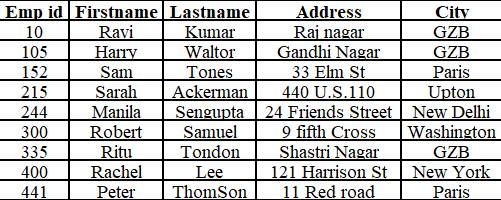 Emp id Firstname Lastname Address City
10 Ravi Kumar Raj nagar GZB
105 Harry Waltor Gandhi Nagar GZB
152 Sam Tones 33 Elm St Paris
215 Sarah Ackerman 440 U.S.110 Upton
244 Manila Sengupta 24 Friends Street New Delhi
300 Robert Samuel 9 fifth Cross Washington
335 Ritu Tondon Shastri Nagar GZB
400 Rachel Lee 121 Harrison St New York
441 Peter ThomSon 11 Red road Paris